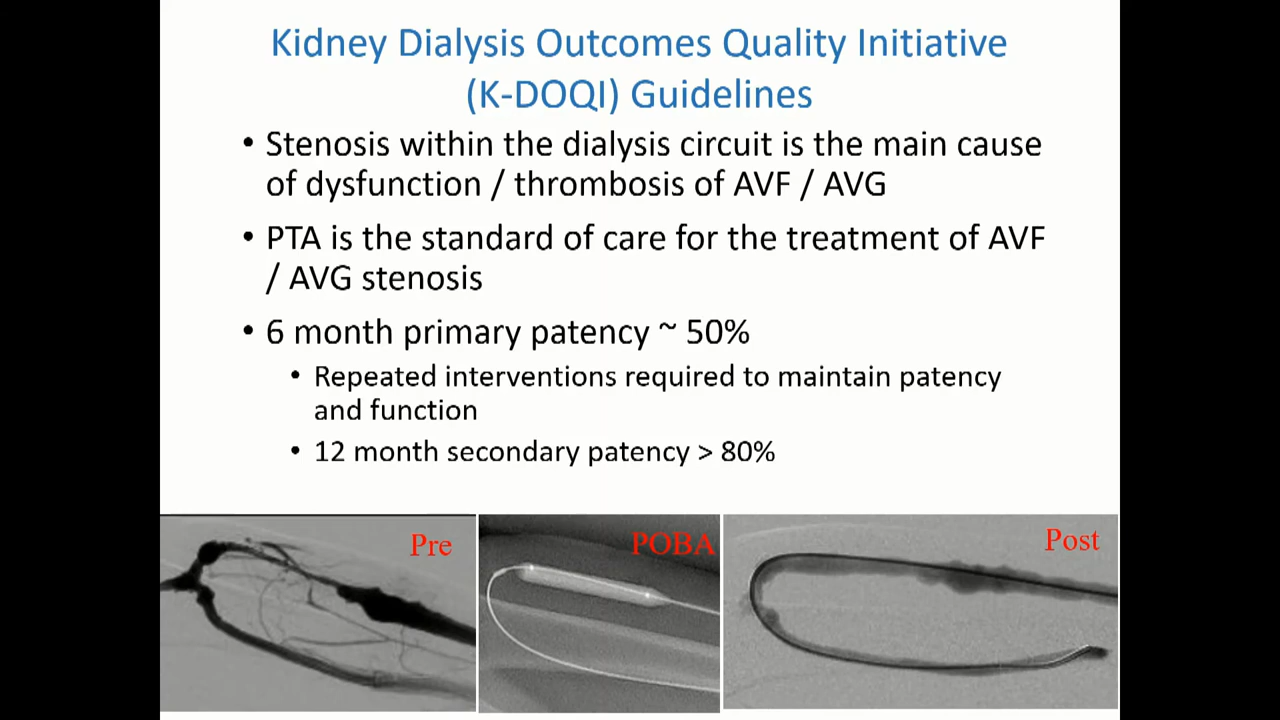 Kidney Dialysis Outcomes Quality Initiative
(K-DOQI) Guidelines
• Stenosis within the dialysis circuit is the main cause
of dysfunction / thrombosis of AVF / AVG
• PTA is the standard of care for the treatment of AVF
/ AVG stenosis
• 6 month primary patency ~ 50%
• Repeated interventions required to maintain patency
and function
• 12 month secondary patency > 80%
Pre
POBA
Post